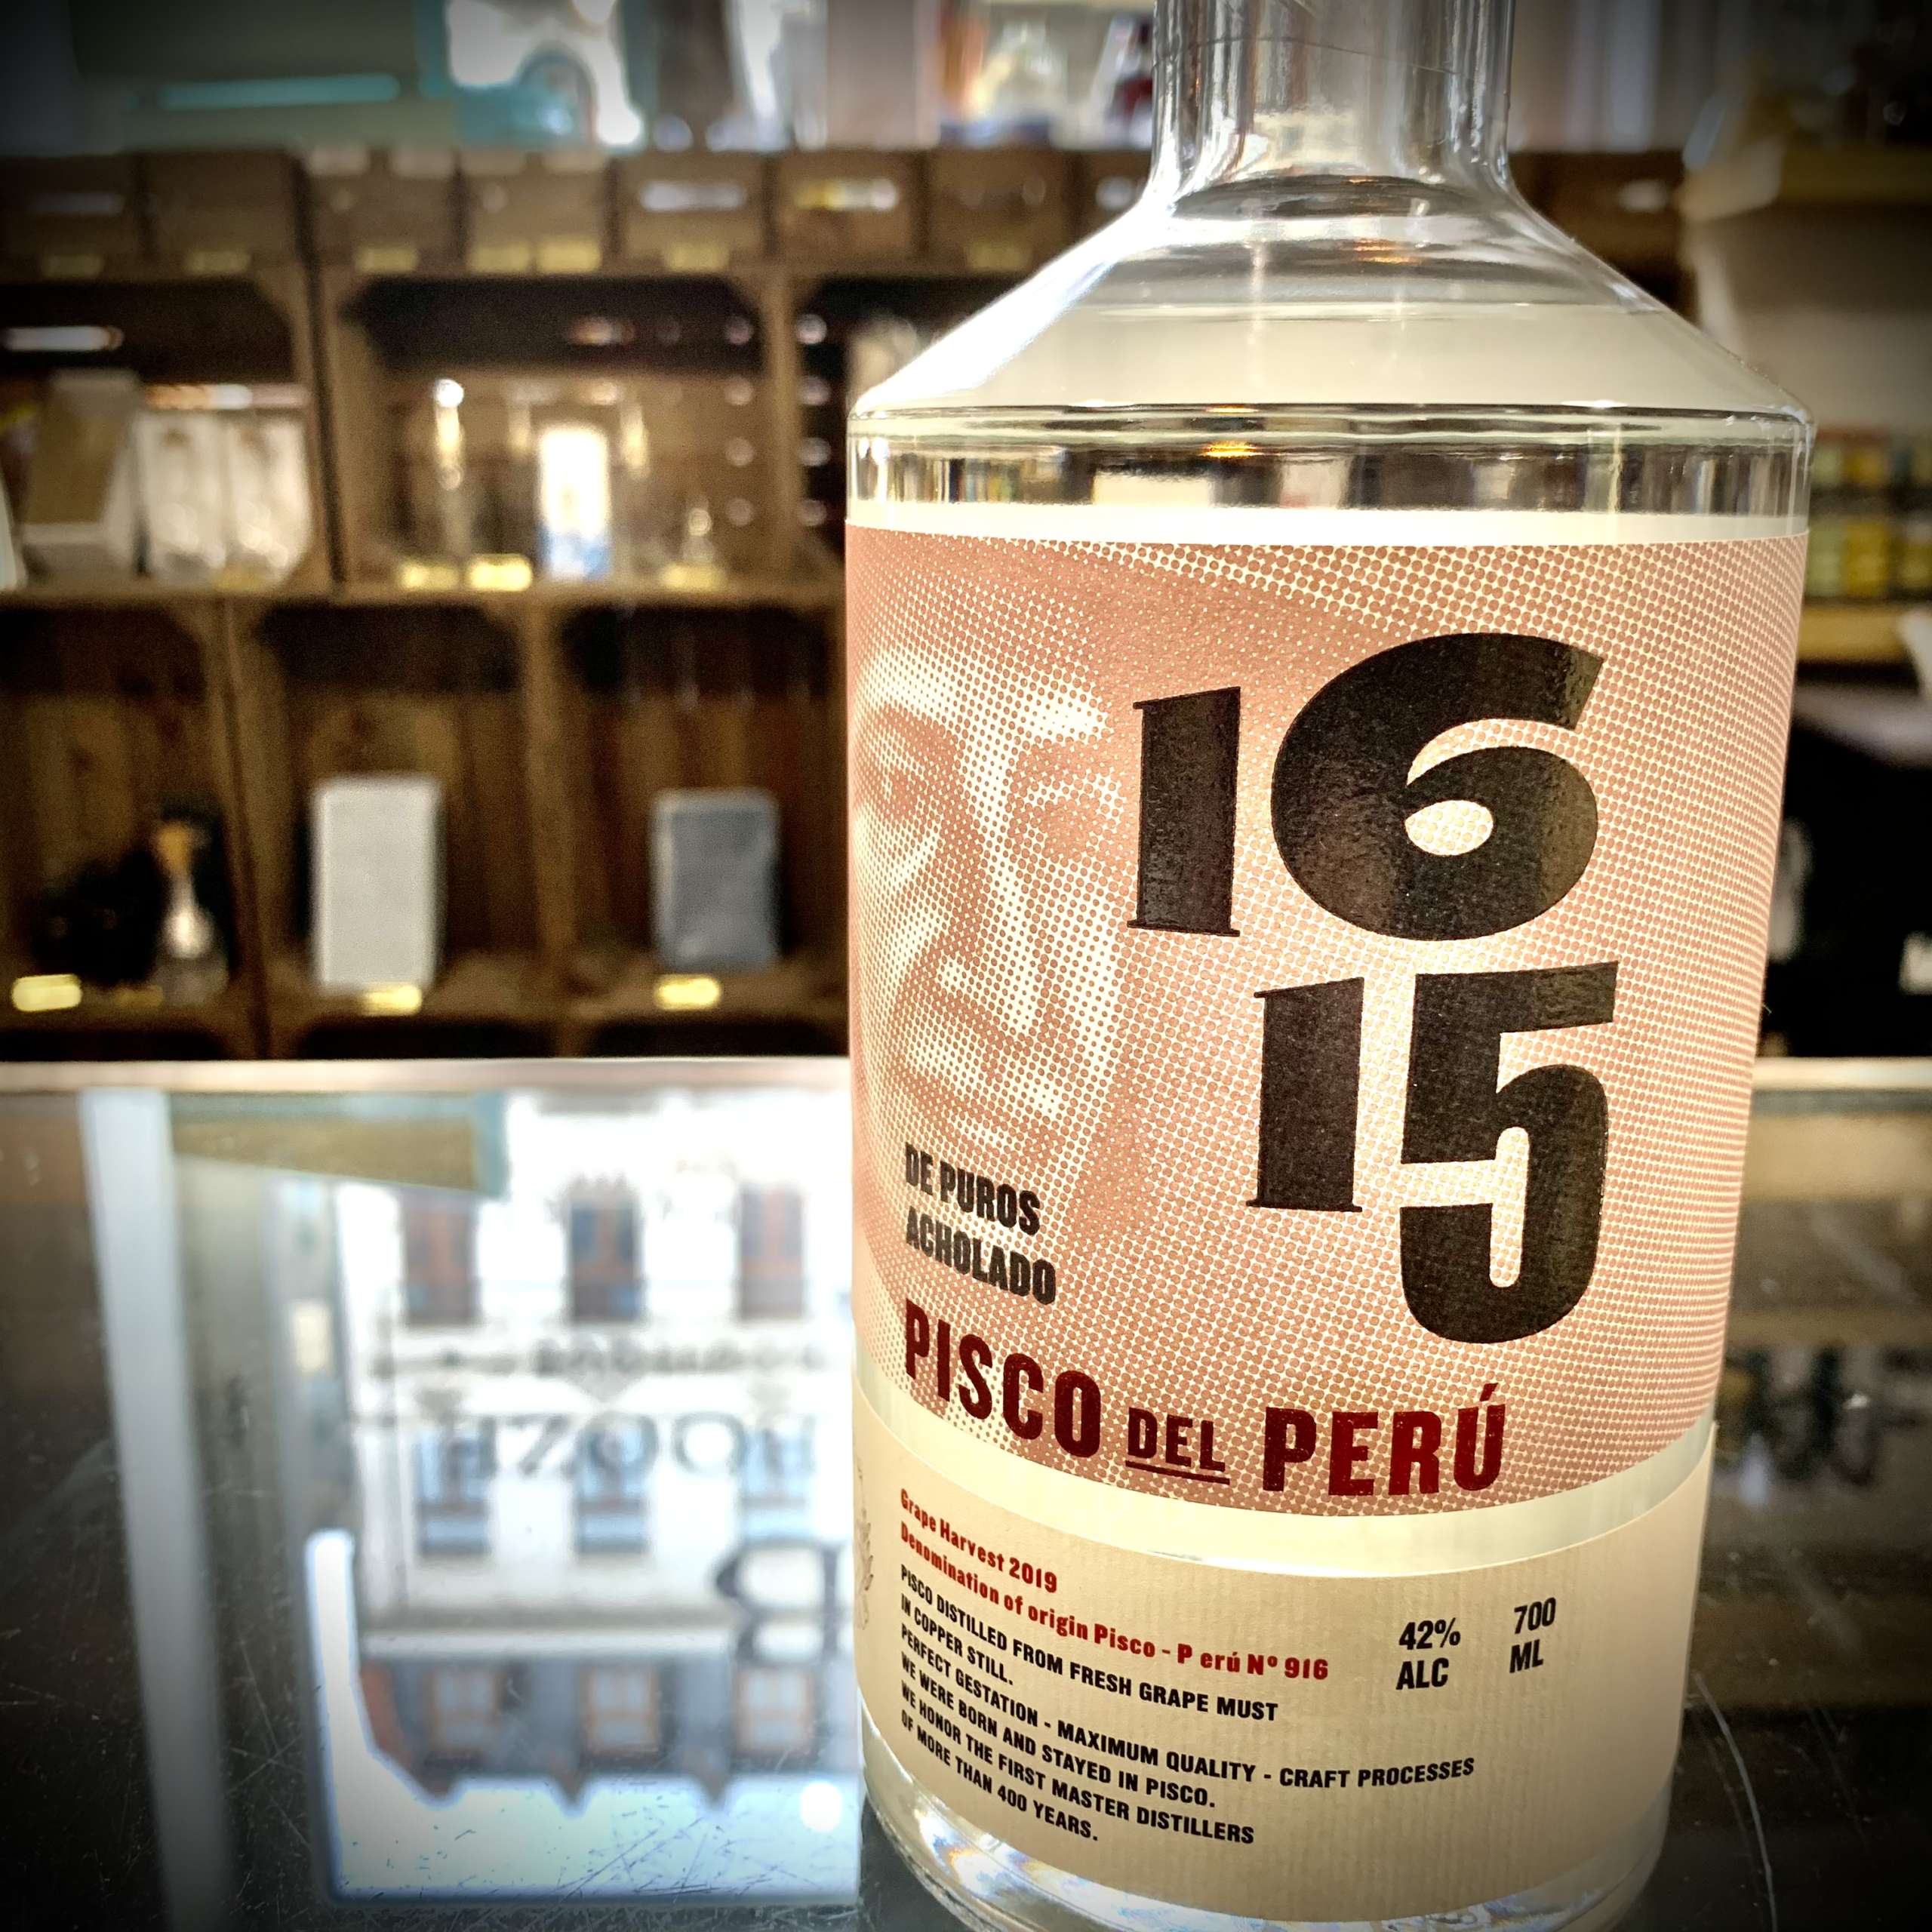 16
15
DE PUROS
ACHOLADO
PISCO DEL PERÚ
Grape Harvest 2019
Denomination of origin Pisco - P erú Nº 916
PISCO DISTILLED FROM FRESH GRAPE MUST
IN COPPER STILL.
PERFECT GESTATION - MAXIMUM QUALITY - CRAFT PROCESSES
WE WERE BORN AND STAYED IN PISCO.
WE HONOR THE FIRST MASTER DISTILLERS
OF MORE THAN 400 YEARS.
42%
ALC
700
ML